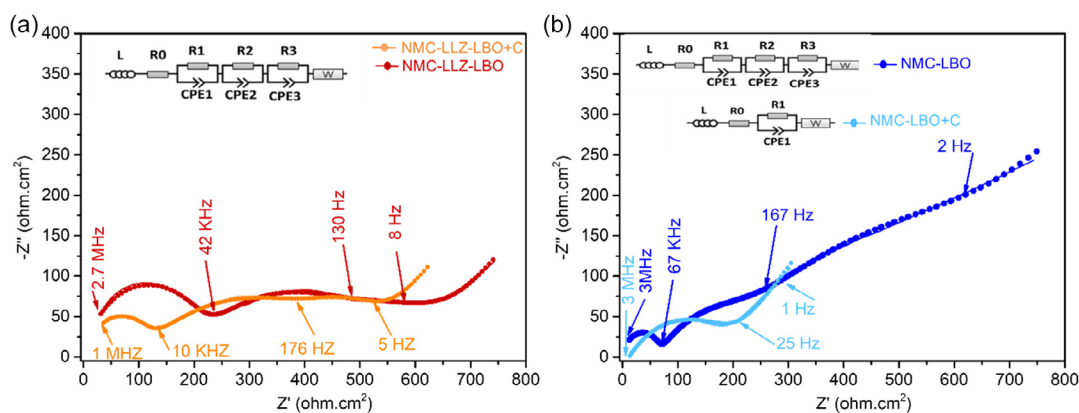 (a)
400
350
300
250
200
150
100
50
0
-Z'' (ohm.cm²)
0 100 200 300 400 500 600 700 800
Z' (ohm.cm²)
L R0 R1 R2 R3
CPE1 CPE2 CPE3 W
NMC-LLZ-LBO+C
NMC-LLZ-LBO
2.7 MHz
42 KHz
130 Hz
8 Hz
1 MHZ
10 KHZ
176 HZ
5 HZ
(b)
400
350
300
250
200
150
100
50
0
-Z'' (ohm.cm²)
0 100 200 300 400 500 600 700 800
Z' (ohm.cm²)
L R0 R1 R2 R3
CPE1 CPE2 CPE3 W
NMC-LBO
L R0 R1
CPE1 W
NMC-LBO+C
2 Hz
167 Hz
67 KHz
3MHz
3 MHz
1 Hz
25 Hz